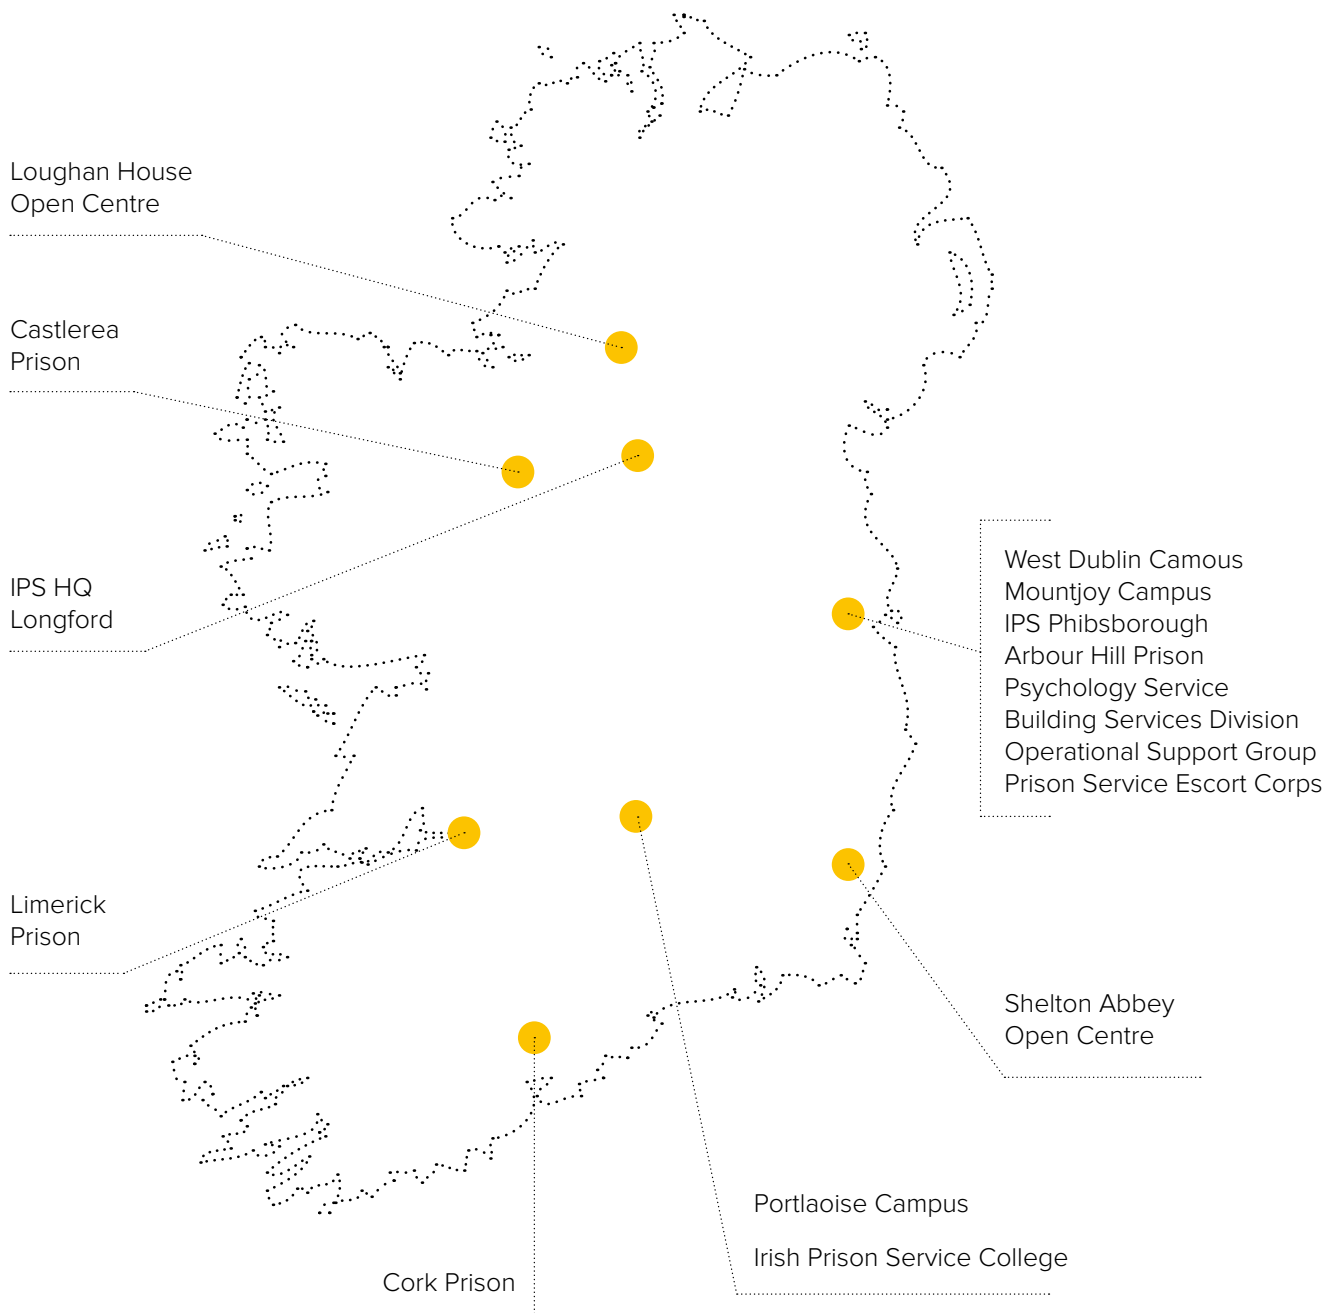 Loughan House
Open Centre
Castlerea
Prison
IPS HQ
Longford
Limerick
Prison
West Dublin Camous
Mountjoy Campus
IPS Phibsborough
Arbour Hill Prison
Psychology Service
Building Services Division
Operational Support Group
Prison Service Escort Corps
Shelton Abbey
Open Centre
Portlaoise Campus
Irish Prison Service College
Cork Prison